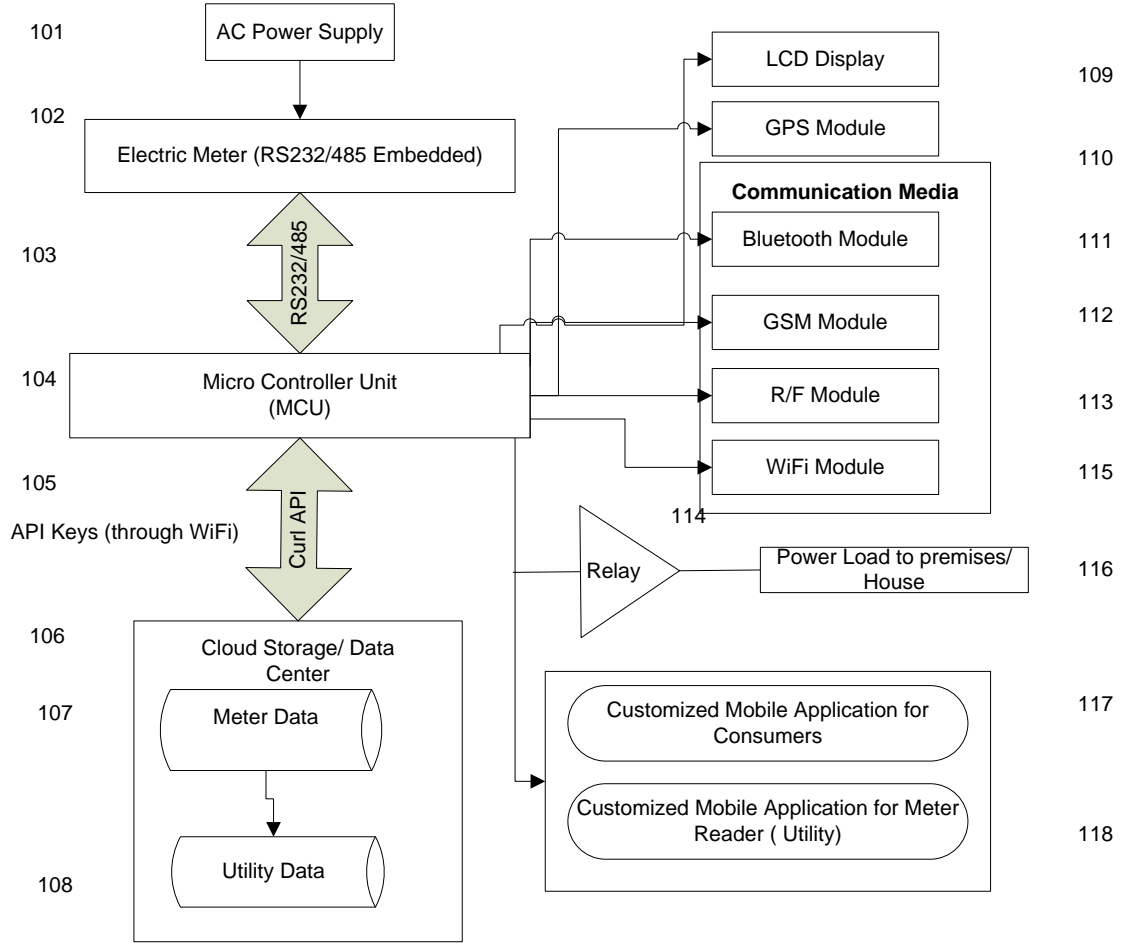 101
AC Power Supply
102
Electric Meter (RS232/485 Embedded)
103
RS232/485
104
Micro Controller Unit
(MCU)
105
API Keys (through WiFi)
Curl API
106
Cloud Storage/ Data
Center
107
Meter Data
Utility Data
108
LCD Display
109
GPS Module
110
Communication Media
Bluetooth Module
111
GSM Module
112
R/F Module
113
WiFi Module
115
114
Relay
Power Load to premises/
House
116
Customized Mobile Application for
Consumers
117
Customized Mobile Application for Meter
Reader ( Utility)
118